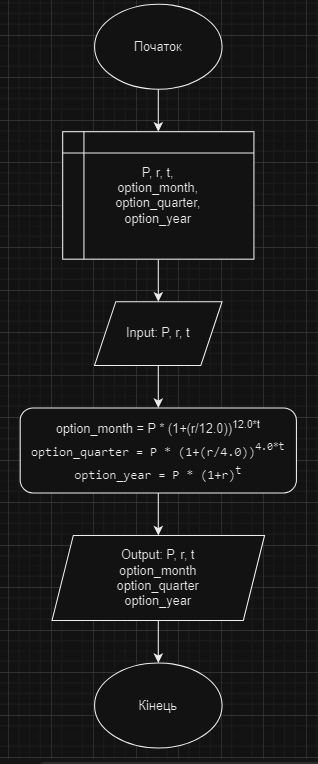 Початок
P, r, t,
option_month,
option_quarter,
option_year
Input: P, r, t
option_month = P * (1+(r/12.0))^12.0*t
option_quarter = P * (1+(r/4.0))^4.0*t
option_year = P * (1+r)^t
Output: P, r, t
option_month
option_quarter
option_year
Кінець